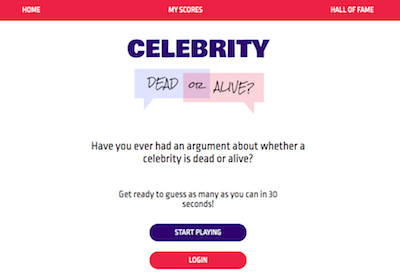 HOME MY SCORES HALL OF FAME
CELEBRITY
DEAD OR ALIVE?
Have you ever had an argument about whether a
celebrity is dead or alive?
Get ready to guess as many as you can in 30
seconds!
START PLAYING
LOGIN